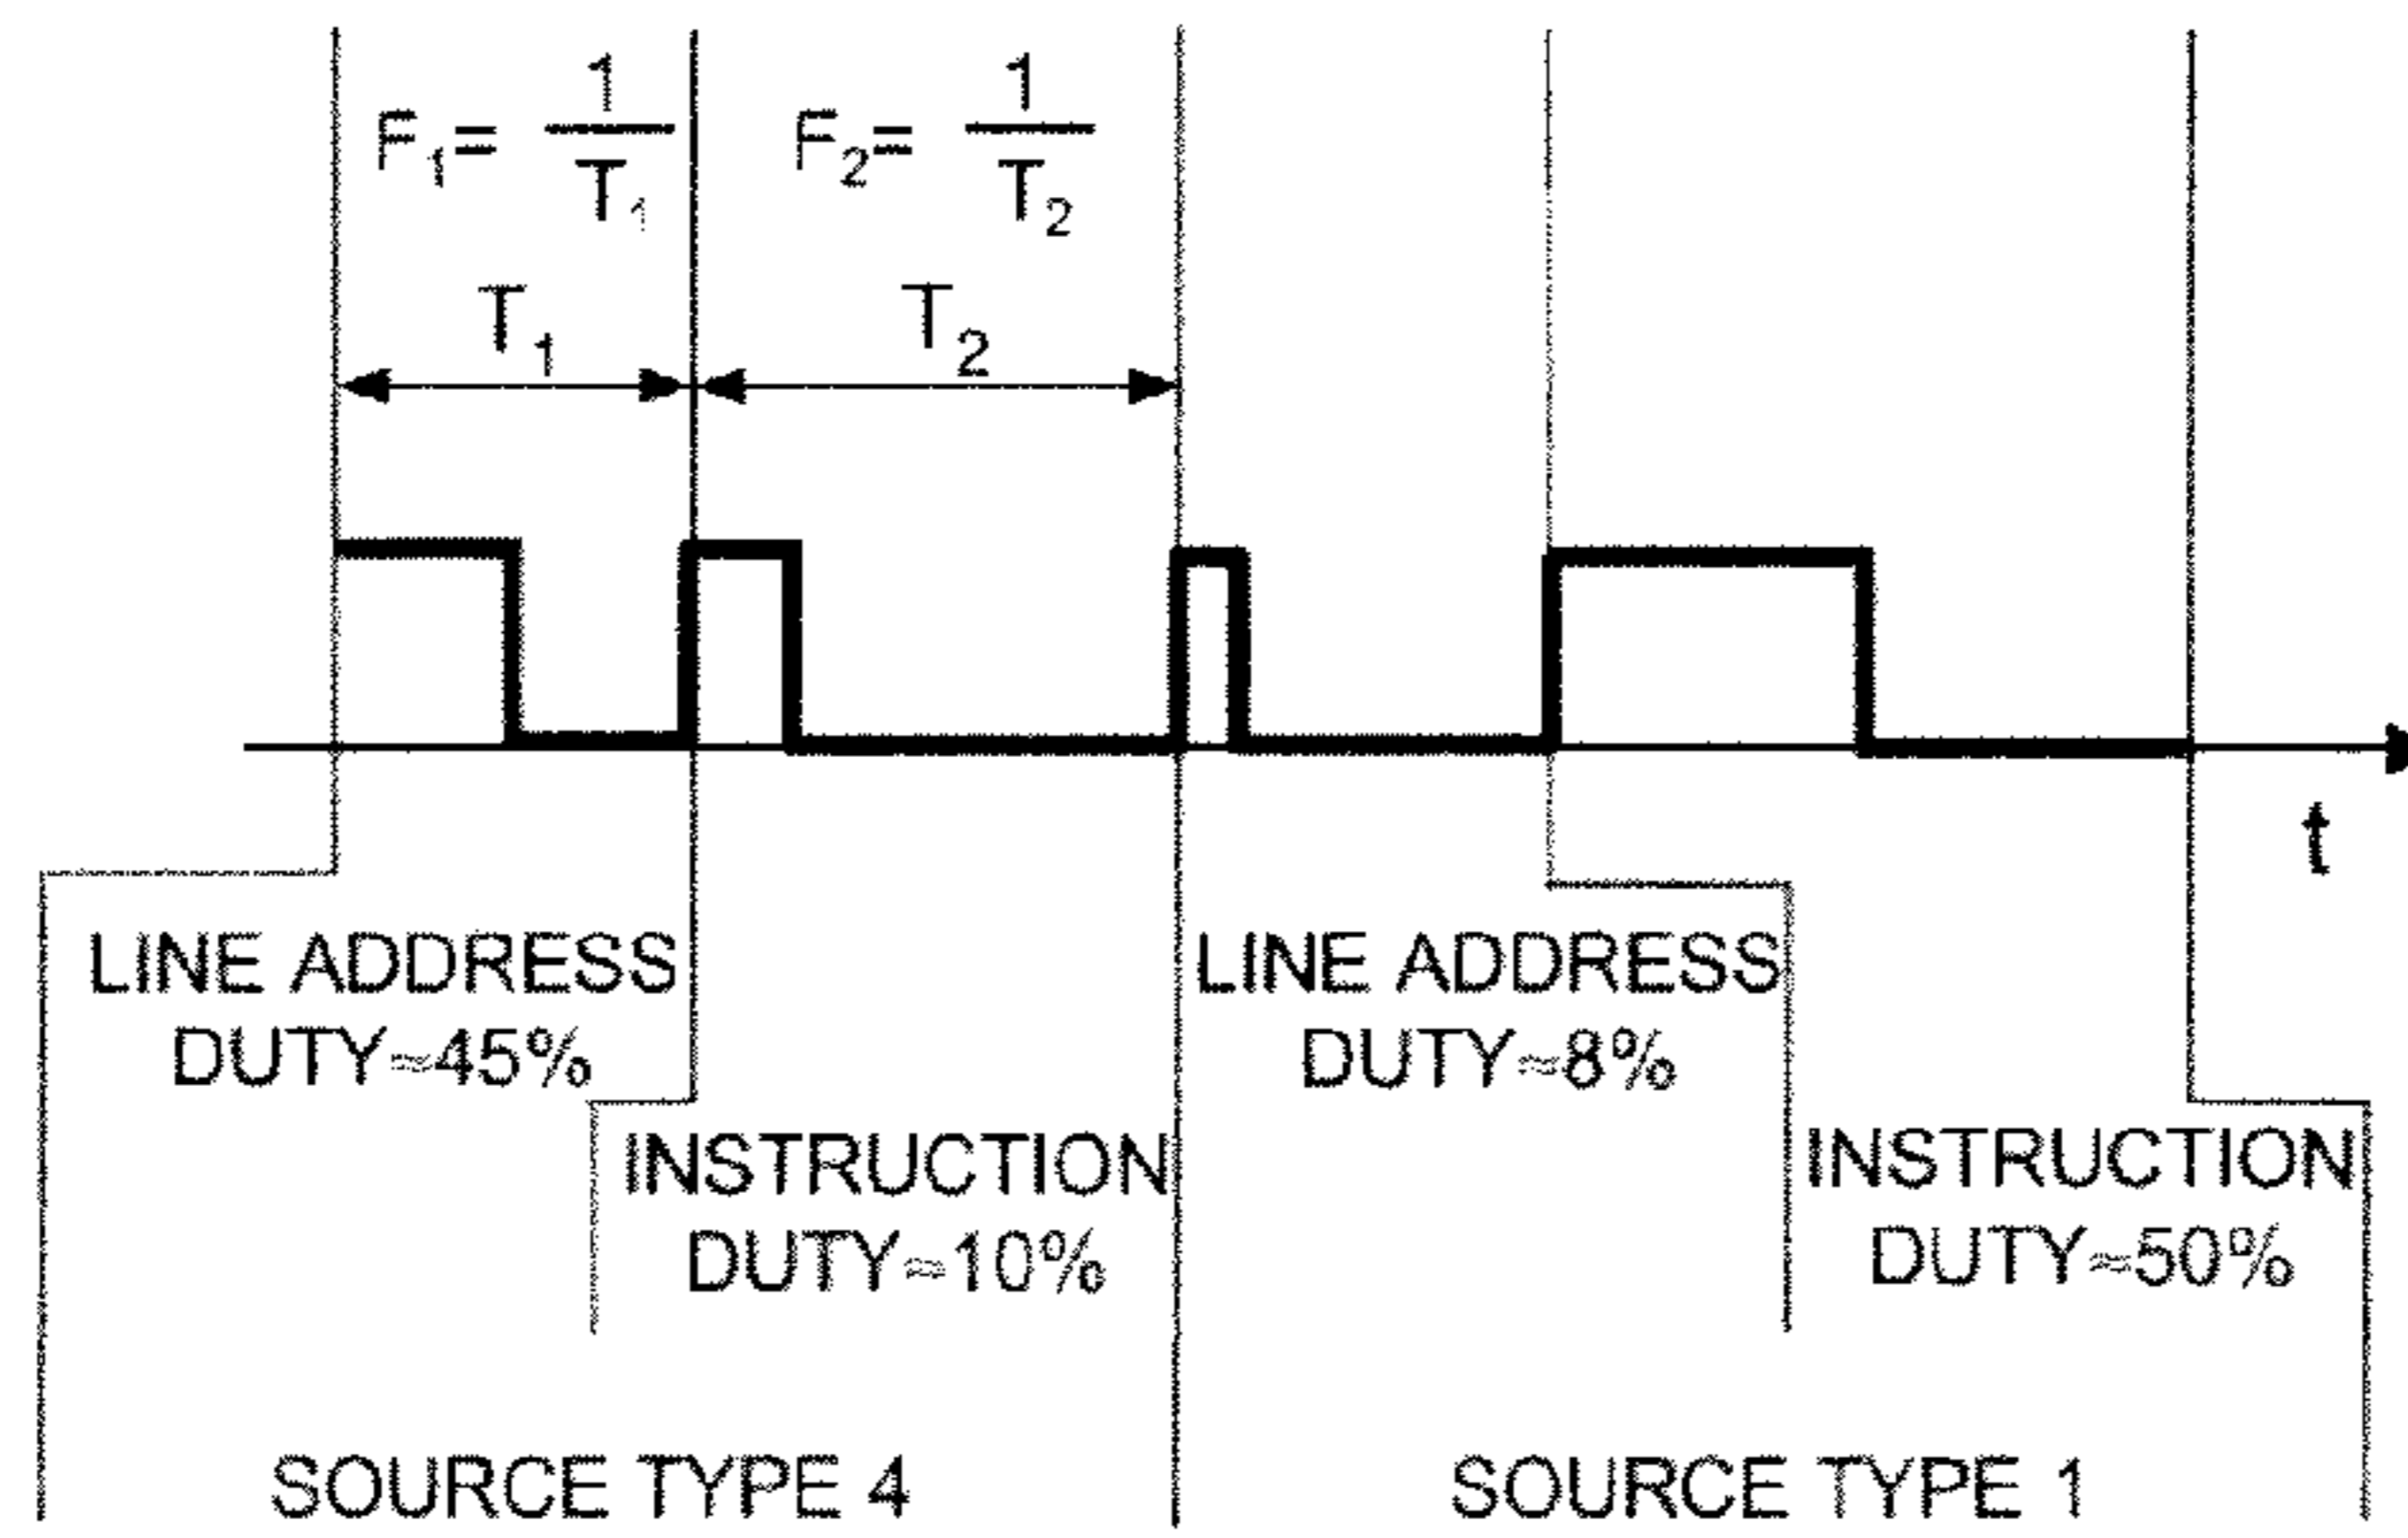 F₁= 1/T₁
F₂= 1/T₂
T₁
T₂
t
LINE ADDRESS
DUTY≈45%
INSTRUCTION
DUTY≈10%
LINE ADDRESS
DUTY≈8%
INSTRUCTION
DUTY≈50%
SOURCE TYPE 4
SOURCE TYPE 1